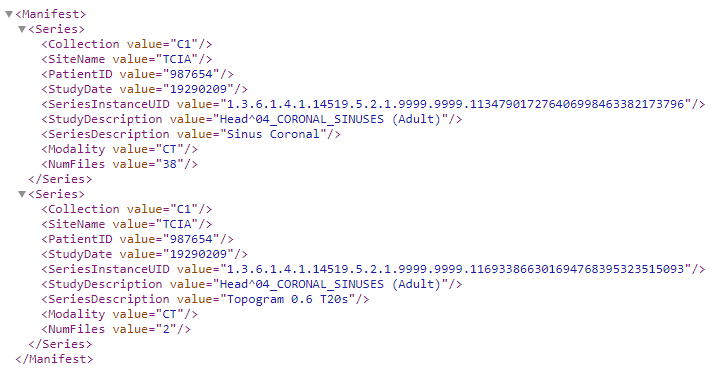 ▼<Manifest>
▼<Series>
<Collection value="C1"/>
<SiteName value="TCIA"/>
<PatientID value="987654"/>
<StudyDate value="19290209"/>
<SeriesInstanceUID value="1.3.6.1.4.1.14519.5.2.1.9999.9999.113479017276406998463382173796"/>
<StudyDescription value="Head^04_CORONAL_SINUSES (Adult)"/>
<SeriesDescription value="Sinus Coronal"/>
<Modality value="CT"/>
<NumFiles value="38"/>
</Series>
▼<Series>
<Collection value="C1"/>
<SiteName value="TCIA"/>
<PatientID value="987654"/>
<StudyDate value="19290209"/>
<SeriesInstanceUID value="1.3.6.1.4.1.14519.5.2.1.9999.9999.116933866301694768395323515093"/>
<StudyDescription value="Head^04_CORONAL_SINUSES (Adult)"/>
<SeriesDescription value="Topogram 0.6 T20s"/>
<Modality value="CT"/>
<NumFiles value="2"/>
</Series>
</Manifest>